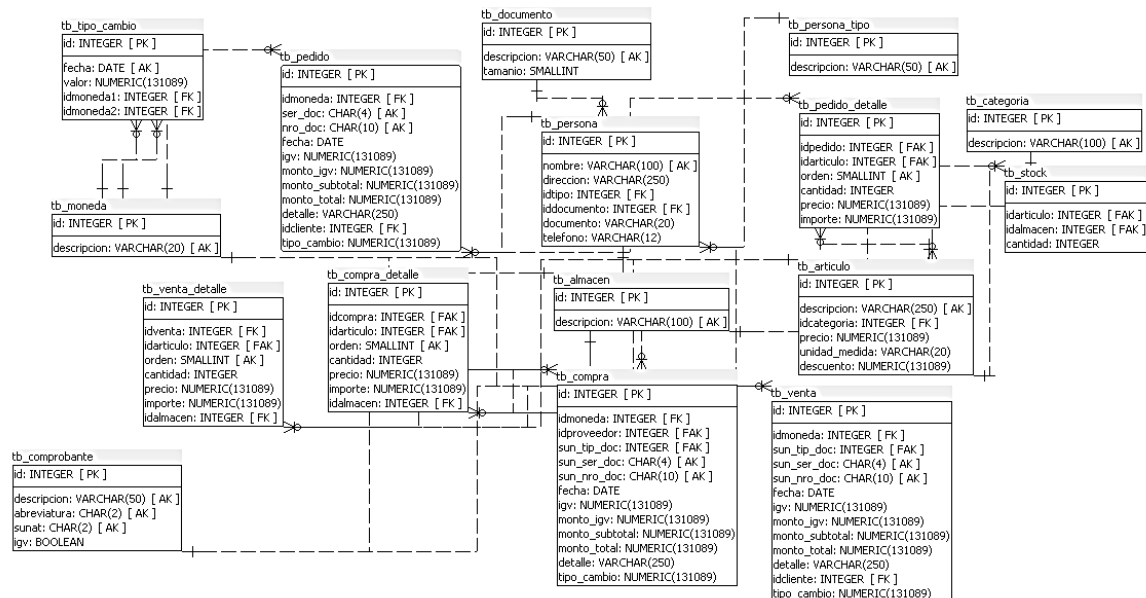 tb_tipo_cambio
id: INTEGER [ PK ]
fecha: DATE [ AK ]
valor: NUMERIC(131089)
idmoneda1: INTEGER [ FK ]
idmoneda2: INTEGER [ FK ]
tb_pedido
id: INTEGER [ PK ]
idmoneda: INTEGER [ FK ]
ser_doc: CHAR(4) [ AK ]
nro_doc: CHAR(10) [ AK ]
fecha: DATE
igv: NUMERIC(131089)
monto_igv: NUMERIC(131089)
monto_subtotal: NUMERIC(131089)
monto_total: NUMERIC(131089)
detalle: VARCHAR(250)
idcliente: INTEGER [ FK ]
tipo_cambio: NUMERIC(131089)
tb_documento
id: INTEGER [ PK ]
descripcion: VARCHAR(50) [ AK ]
tamanio: SMALLINT
tb_persona_tipo
id: INTEGER [ PK ]
descripcion: VARCHAR(50) [ AK ]
tb_persona
id: INTEGER [ PK ]
nombre: VARCHAR(100) [ AK ]
direccion: VARCHAR(250)
idtipo: INTEGER [ FK ]
iddocumento: INTEGER [ FK ]
documento: VARCHAR(20)
telefono: VARCHAR(12)
tb_pedido_detalle
id: INTEGER [ PK ]
idpedido: INTEGER [ FAK ]
idarticulo: INTEGER [ FAK ]
orden: SMALLINT [ AK ]
cantidad: INTEGER
precio: NUMERIC(131089)
importe: NUMERIC(131089)
tb_categoria
id: INTEGER [ PK ]
descripcion: VARCHAR(100) [ AK ]
tb_stock
id: INTEGER [ PK ]
idarticulo: INTEGER [ FAK ]
idalmacen: INTEGER [ FAK ]
cantidad: INTEGER
tb_moneda
id: INTEGER [ PK ]
descripcion: VARCHAR(20) [ AK ]
tb_venta_detalle
id: INTEGER [ PK ]
idventa: INTEGER [ FK ]
idarticulo: INTEGER [ FAK ]
orden: SMALLINT [ AK ]
cantidad: INTEGER
precio: NUMERIC(131089)
importe: NUMERIC(131089)
idalmacen: INTEGER [ FK ]
tb_compra_detalle
id: INTEGER [ PK ]
idcompra: INTEGER [ FAK ]
idarticulo: INTEGER [ FAK ]
orden: SMALLINT [ AK ]
cantidad: INTEGER
precio: NUMERIC(131089)
importe: NUMERIC(131089)
idalmacen: INTEGER [ FK ]
tb_almacen
id: INTEGER [ PK ]
descripcion: VARCHAR(100) [ AK ]
tb_articulo
id: INTEGER [ PK ]
descripcion: VARCHAR(250) [ AK ]
idcategoria: INTEGER [ FK ]
precio: NUMERIC(131089)
unidad_medida: VARCHAR(20)
descuento: NUMERIC(131089)
tb_compra
id: INTEGER [ PK ]
idmoneda: INTEGER [ FK ]
idproveedor: INTEGER [ FAK ]
sun_tip_doc: INTEGER [ FAK ]
sun_ser_doc: CHAR(4) [ AK ]
sun_nro_doc: CHAR(10) [ AK ]
fecha: DATE
igv: NUMERIC(131089)
monto_igv: NUMERIC(131089)
monto_subtotal: NUMERIC(131089)
monto_total: NUMERIC(131089)
detalle: VARCHAR(250)
tipo_cambio: NUMERIC(131089)
tb_venta
id: INTEGER [ PK ]
idmoneda: INTEGER [ FK ]
sun_tip_doc: INTEGER [ FAK ]
sun_ser_doc: CHAR(4) [ AK ]
sun_nro_doc: CHAR(10) [ AK ]
fecha: DATE
igv: NUMERIC(131089)
monto_igv: NUMERIC(131089)
monto_subtotal: NUMERIC(131089)
monto_total: NUMERIC(131089)
detalle: VARCHAR(250)
idcliente: INTEGER [ FK ]
tipo_cambio: NUMERIC(131089)
tb_comprobante
id: INTEGER [ PK ]
descripcion: VARCHAR(50) [ AK ]
abreviatura: CHAR(2) [ AK ]
sunat: CHAR(2) [ AK ]
igv: BOOLEAN